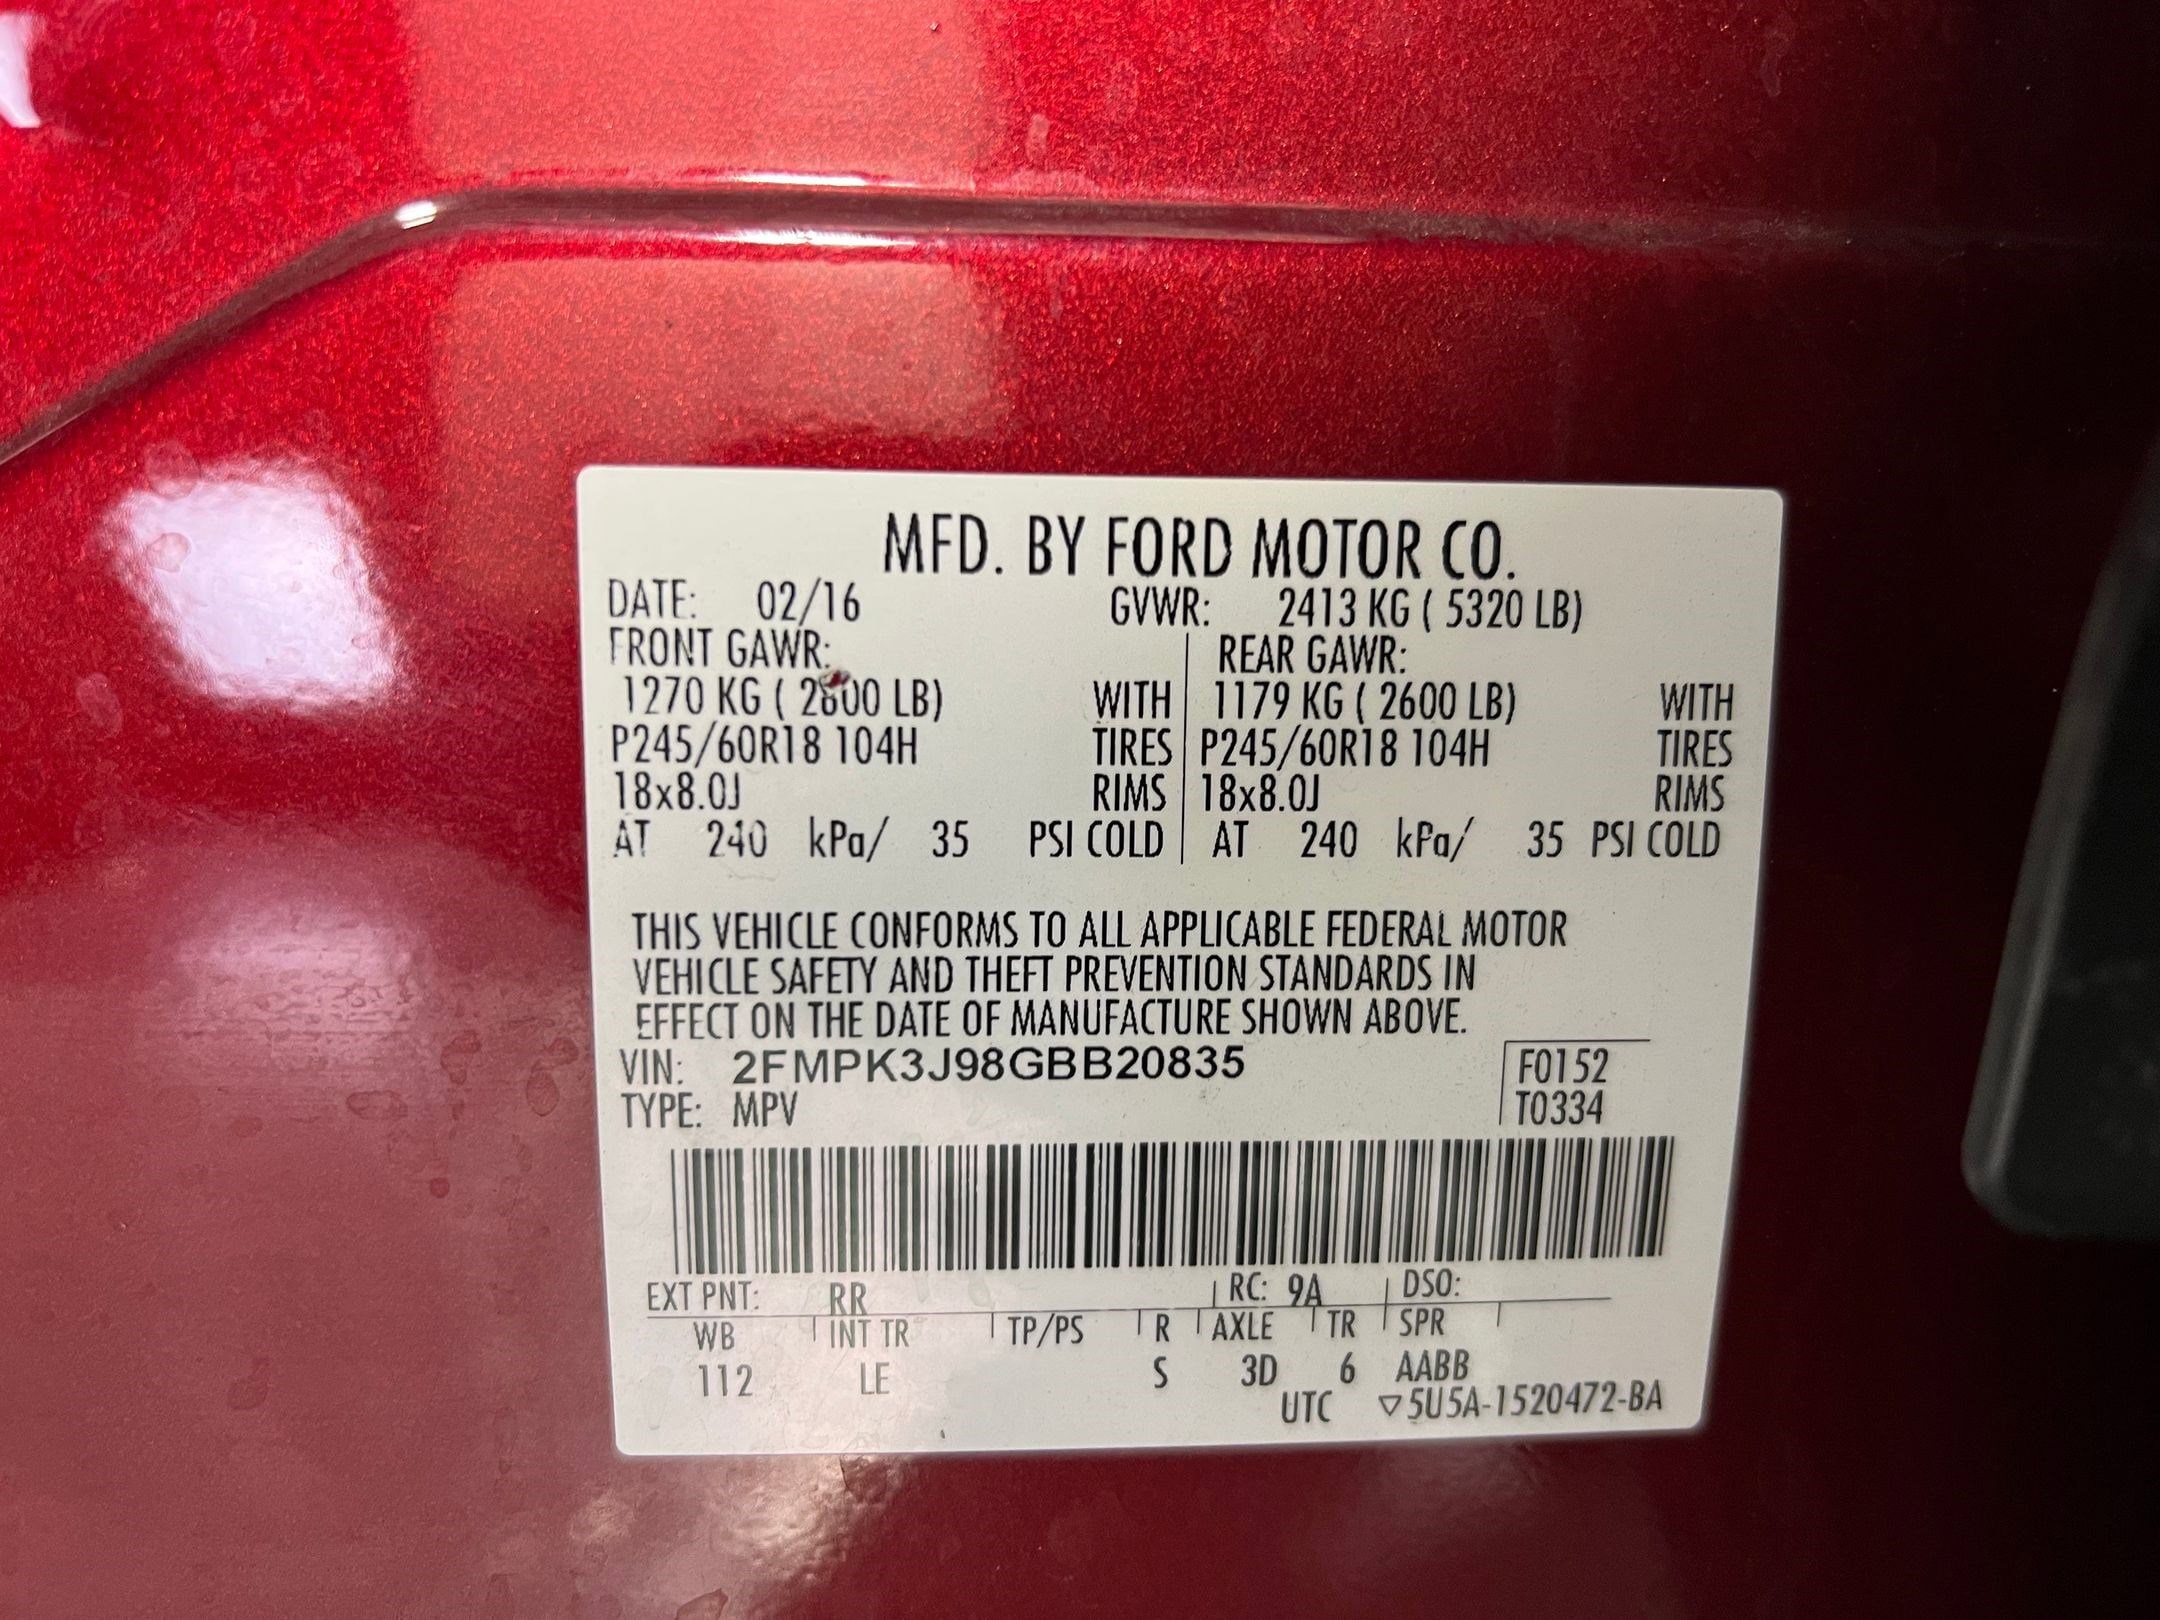 MFD. BY FORD MOTOR CO.
DATE: 02/16 GVWR: 2413 KG ( 5320 LB)
FRONT GAWR: REAR GAWR:
1270 KG ( 2800 LB) WITH 1179 KG ( 2600 LB) WITH
P245/60R18 104H TIRES P245/60R18 104H TIRES
18x8.0J RIMS 18x8.0J RIMS
AT 240 kPa/ 35 PSI COLD AT 240 kPa/ 35 PSI COLD
THIS VEHICLE CONFORMS TO ALL APPLICABLE FEDERAL MOTOR
VEHICLE SAFETY AND THEFT PREVENTION STANDARDS IN
EFFECT ON THE DATE OF MANUFACTURE SHOWN ABOVE.
VIN: 2FMPK3J98GBB20835 F0152
TYPE: MPV T0334
EXT PNT: RR RC: 9A DSO:
WB INT TR TP/PS R AXLE TR SPR
112 LE S 3D 6 AABB
UTC ▽5U5A-1520472-BA